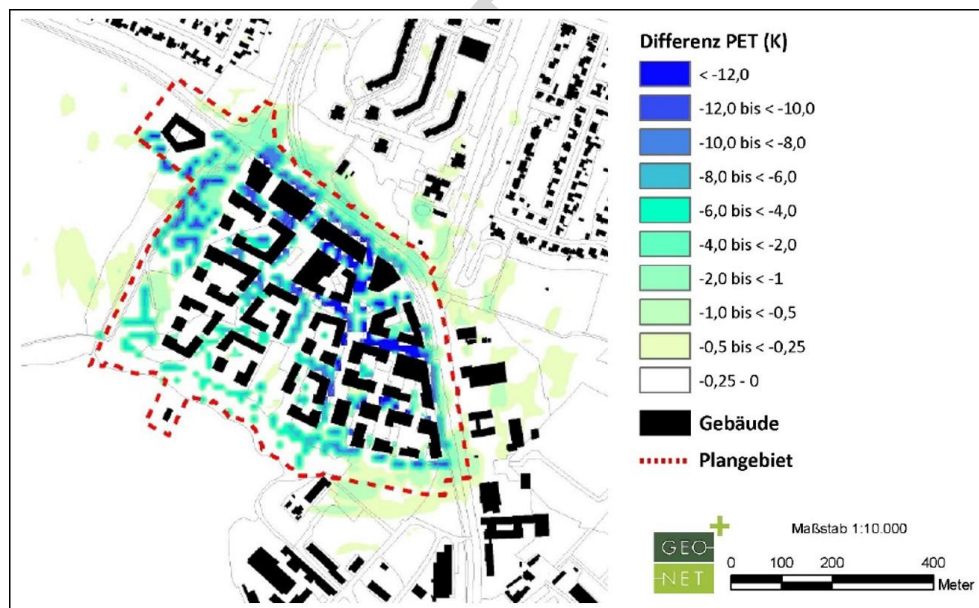 Differenz PET (K)
< -12,0
-12,0 bis < -10,0
-10,0 bis < -8,0
-8,0 bis < -6,0
-6,0 bis < -4,0
-4,0 bis < -2,0
-2,0 bis < -1
-1,0 bis < -0,5
-0,5 bis < -0,25
-0,25 - 0
Gebäude
Plangebiet
GEO
NET
Maßstab 1:10.000
0 100 200 400
Meter